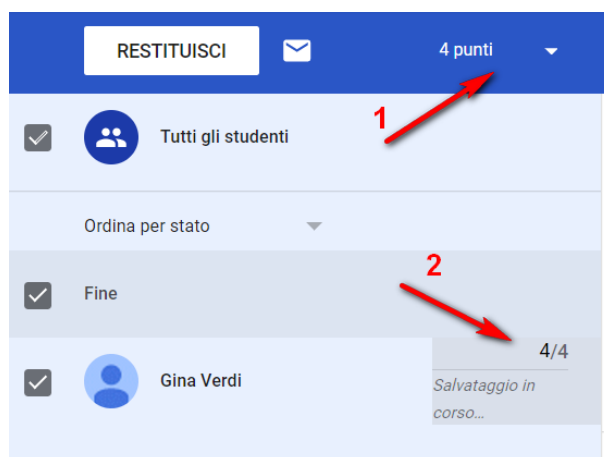 RESTITUISCI
4 punti
1
Tutti gli studenti
Ordina per stato
2
Fine
4/4
Gina Verdi
Salvataggio in
corso...